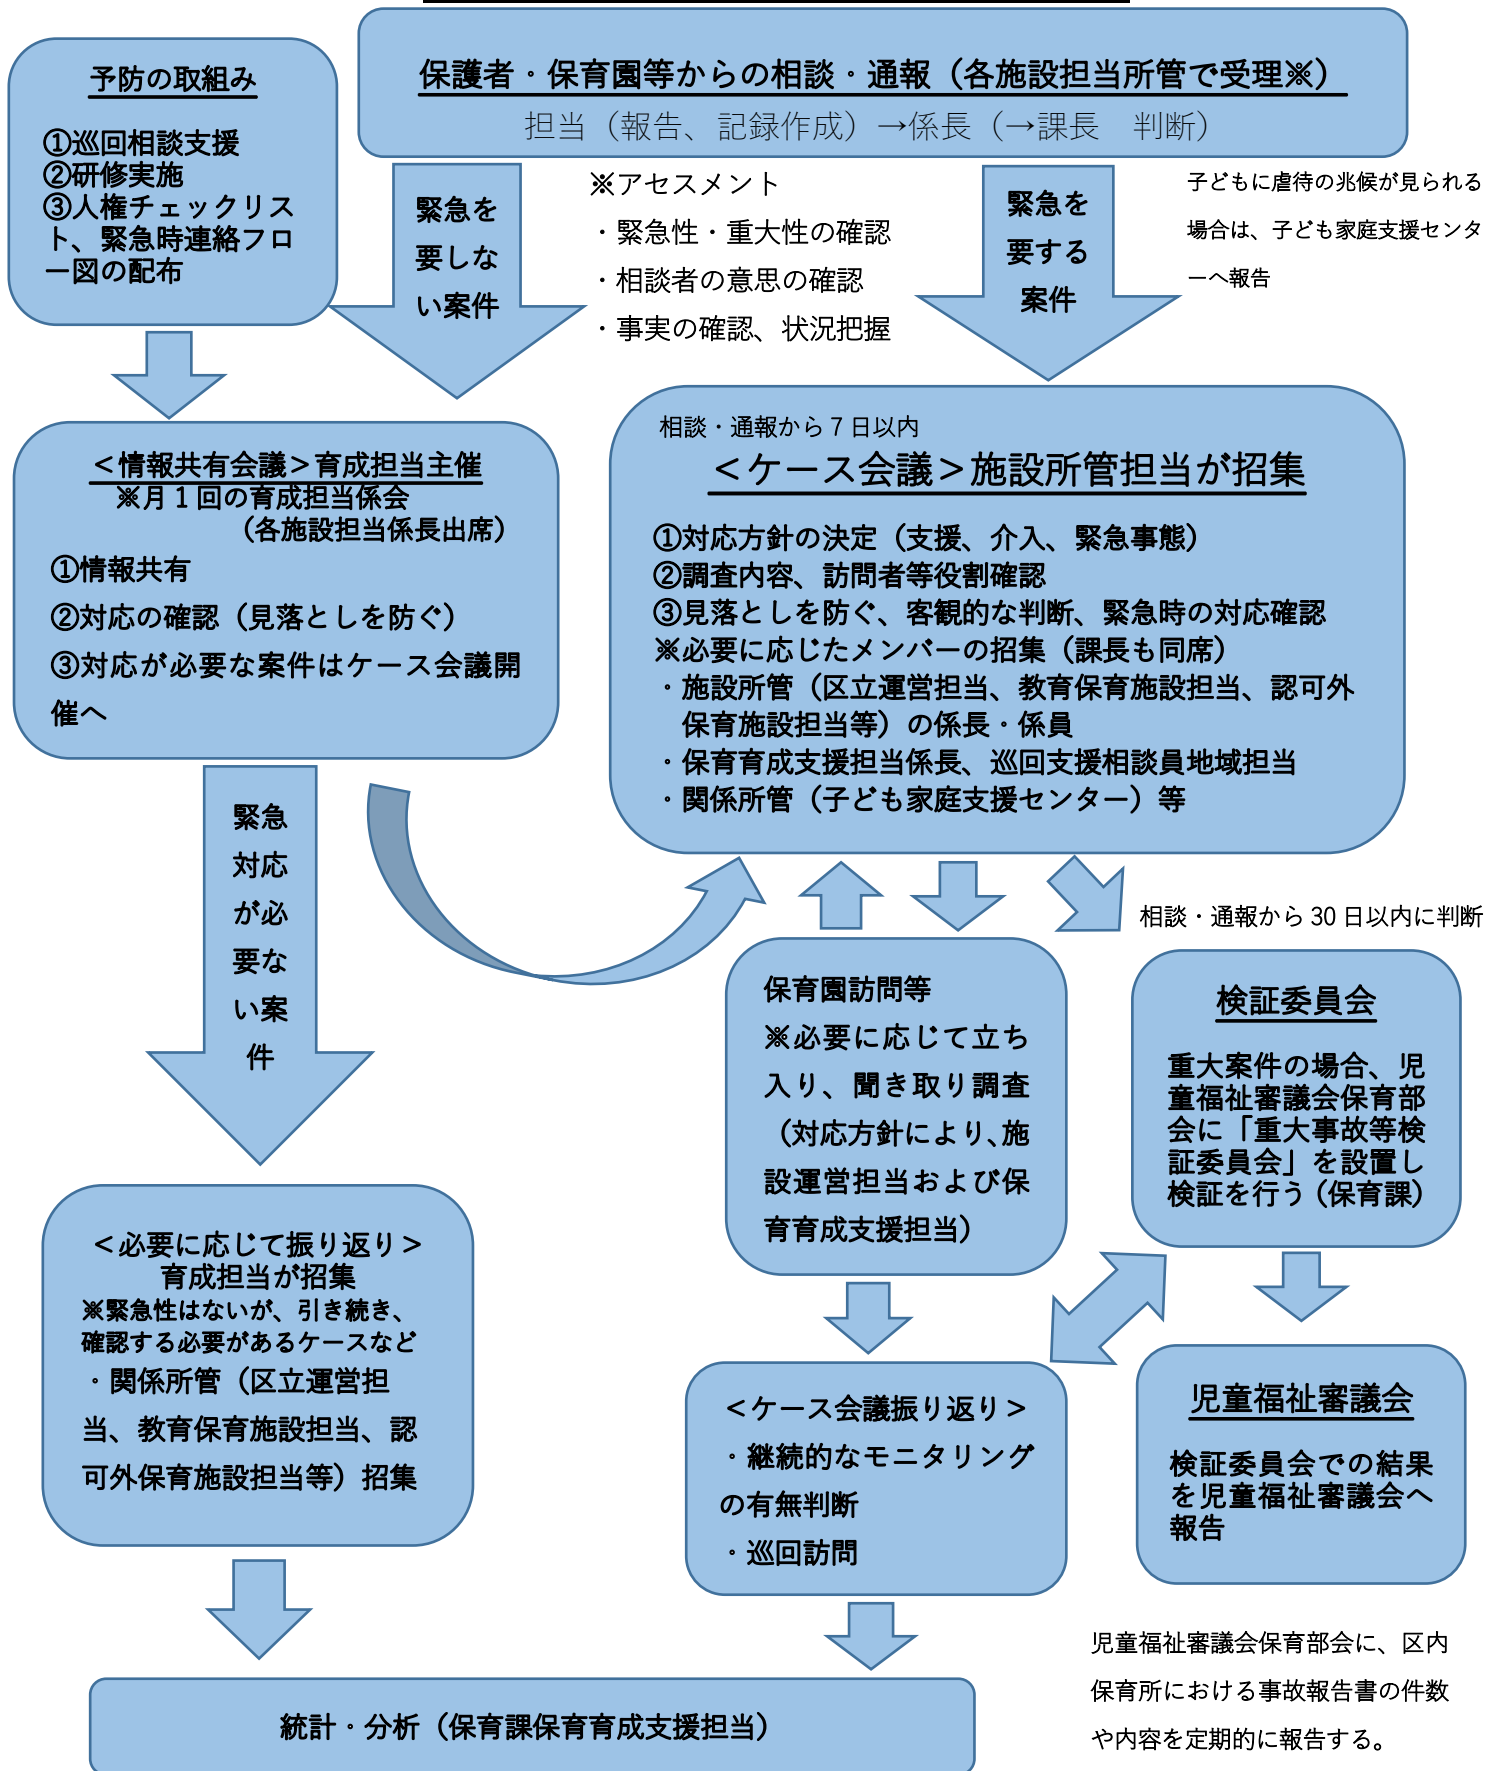 保護者・保育園等からの相談・通報（各施設担当所管で受理※）
担当（報告、記録作成）→係長（→課長　判断）
予防の取組み
①巡回相談支援
②研修実施
③人権チェックリス
ト、緊急時連絡フロ
ー図の配布
緊急を
要しな
い案件
※アセスメント
・緊急性・重大性の確認
・相談者の意思の確認
・事実の確認、状況把握
緊急を
要する
案件
子どもに虐待の兆候が見られる
場合は、子ども家庭支援センタ
ーへ報告
＜情報共有会議＞育成担当主催
※月1回の育成担当係会
（各施設担当係長出席）
①情報共有
②対応の確認（見落としを防ぐ）
③対応が必要な案件はケース会議開
催へ
相談・通報から7日以内
＜ケース会議＞施設所管担当が招集
①対応方針の決定（支援、介入、緊急事態）
②調査内容、訪問者等役割確認
③見落としを防ぐ、客観的な判断、緊急時の対応確認
※必要に応じたメンバーの招集（課長も同席）
・施設所管（区立運営担当、教育保育施設担当、認可外
保育施設担当等）の係長・係員
・保育育成支援担当係長、巡回支援相談員地域担当
・関係所管（子ども家庭支援センター）等
緊急
対応
が必
要な
い案
件
相談・通報から30日以内に判断
保育園訪問等
※必要に応じて立ち
入り、聞き取り調査
（対応方針により、施
設運営担当および保
育育成支援担当）
検証委員会
重大案件の場合、児
童福祉審議会保育部
会に「重大事故等検
証委員会」を設置し
検証を行う（保育課）
＜必要に応じて振り返り＞
育成担当が招集
※緊急性はないが、引き続き、
確認する必要があるケースなど
・関係所管（区立運営担
当、教育保育施設担当、認
可外保育施設担当等）招集
＜ケース会議振り返り＞
・継続的なモニタリング
の有無判断
・巡回訪問
児童福祉審議会
検証委員会での結果
を児童福祉審議会へ
報告
児童福祉審議会保育部会に、区内
保育所における事故報告書の件数
や内容を定期的に報告する。
統計・分析（保育課保育育成支援担当）